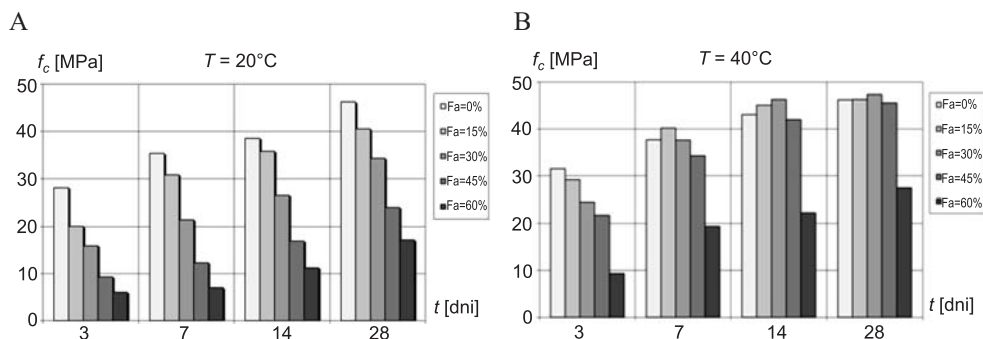 A
f_c [MPa]
T = 20°C
50
40
30
20
10
0
3
7
14
28
t [dni]
Fa=0%
Fa=15%
Fa=30%
Fa=45%
Fa=60%
B
f_c [MPa]
T = 40°C
50
40
30
20
10
0
3
7
14
28
t [dni]
Fa=0%
Fa=15%
Fa=30%
Fa=45%
Fa=60%